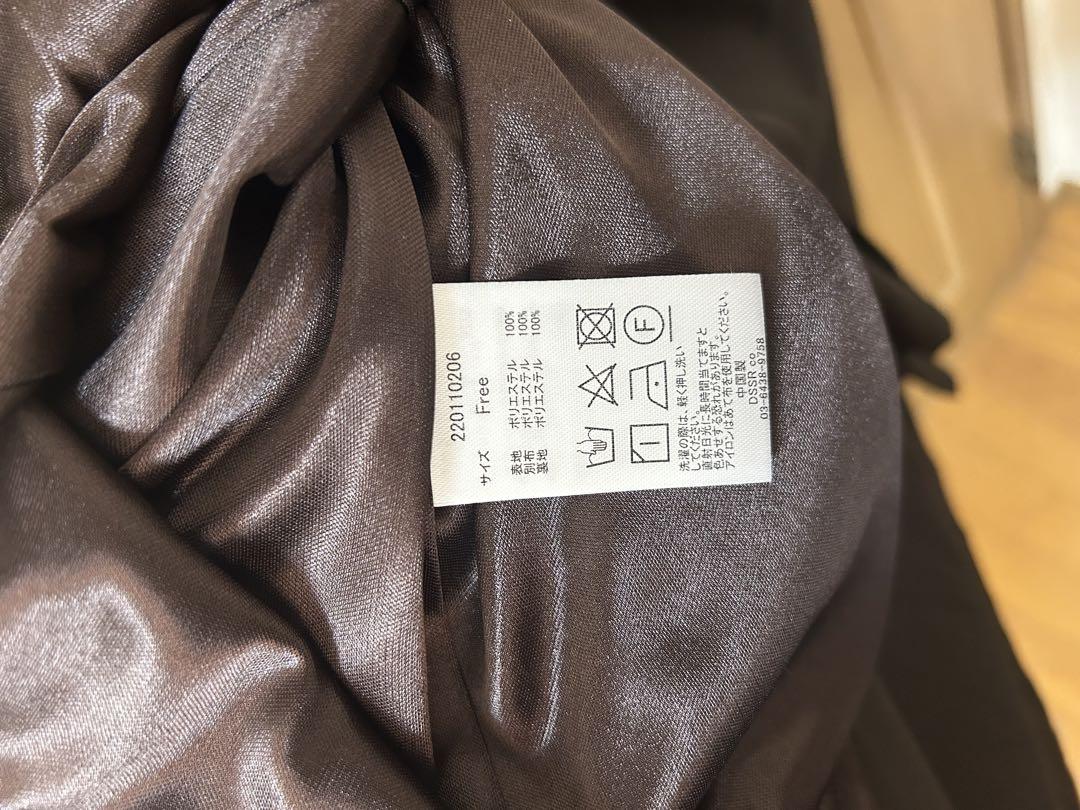 220110206
サイズ Free
表地 ポリエステル 100%
別布 ポリエステル 100%
裏地 ポリエステル 100%
F
洗濯の際は、軽く押し洗い
してください。
直射日光に長時間当てますと
色あせする恐れがあります。
アイロンはあて布を使用してください。
中国製
DSSR co
03-6438-9758